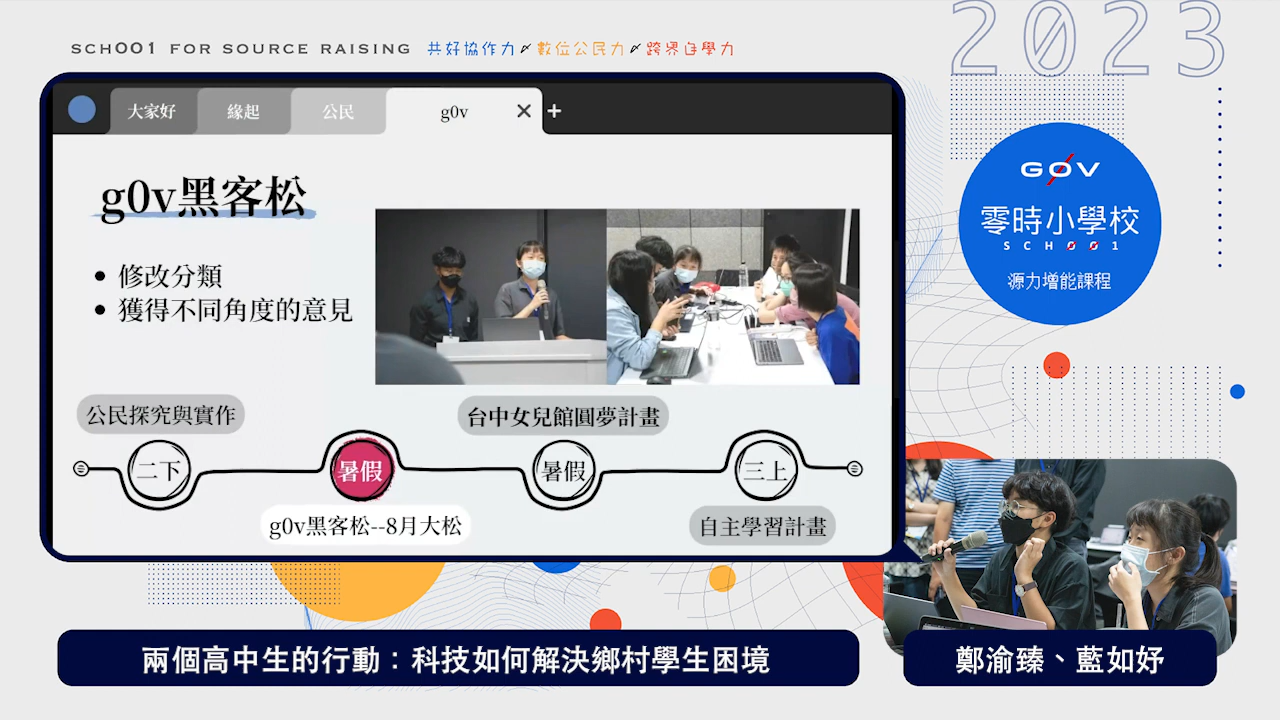 2023
SCHOO1 FOR SOURCE RAISING 共好協作力 數位公民力 跨界自學力
大家好 緣起 公民 g0v
G0V
零時小學校
SCHOO1
源力增能課程
g0v黑客松
修改分類
獲得不同角度的意見
公民探究與實作
台中女兒館圓夢計畫
二下 暑假 暑假 三上
g0v黑客松--8月大松
自主學習計畫
兩個高中生的行動：科技如何解決鄉村學生困境
鄭渝臻、藍如妤